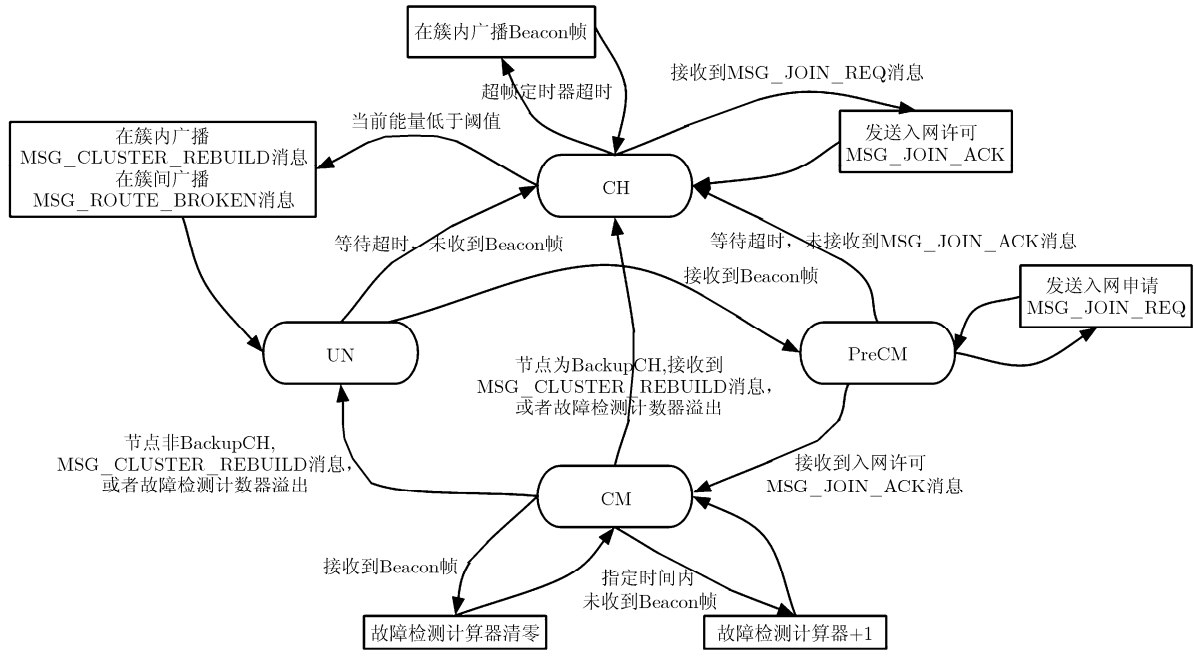 在簇内广播Beacon帧
接收到MSG_JOIN_REQ消息
超帧定时器超时
当前能量低于阈值
发送入网许可
MSG_JOIN_ACK
在簇内广播
MSG_CLUSTER_REBUILD消息
在簇间广播
MSG_ROUTE_BROKEN消息
CH
等待超时，未收到Beacon帧
等待超时，未接收到MSG_JOIN_ACK消息
接收到Beacon帧
发送入网申请
MSG_JOIN_REQ
UN
PreCM
节点为BackupCH,接收到
MSG_CLUSTER_REBUILD消息，
或者故障检测计数器溢出
节点非BackupCH,
MSG_CLUSTER_REBUILD消息，
或者故障检测计数器溢出
接收到入网许可
MSG_JOIN_ACK消息
CM
接收到Beacon帧
指定时间内
未收到Beacon帧
故障检测计算器清零
故障检测计算器+1